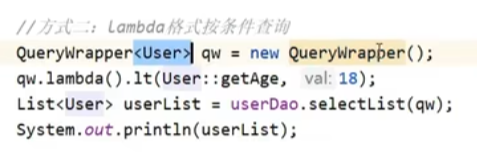 //方式二：Lambda格式按条件查询
QueryWrapper<User> qw = new QueryWrapper();
qw.lambda().lt(User::getAge, val: 18);
List<User> userList = userDao.selectList(qw);
System.out.println(userList);